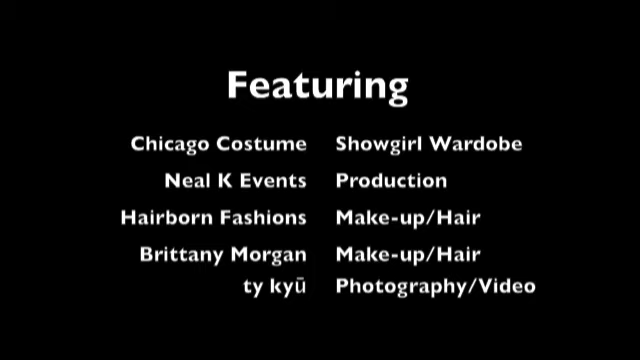 Featuring
Chicago Costume Showgirl Wardobe
Neal K Events Production
Hairborn Fashions Make-up/Hair
Brittany Morgan Make-up/Hair
ty kyū Photography/Video